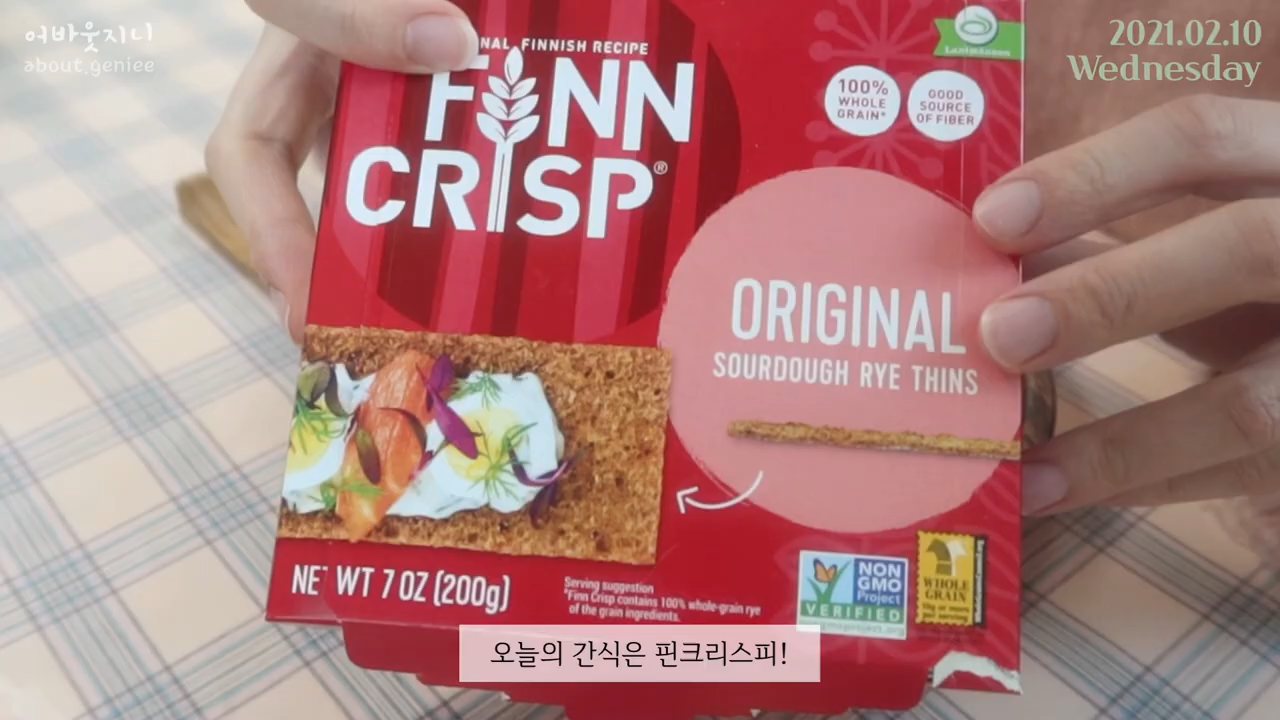 어바웃지니
about.geniee
2021.02.10
Wednesday
NAL FINNISH RECIPE
FINN
CRISP®
100%
WHOLE
GRAIN*
GOOD
SOURCE
OF FIBER
ORIGINAL
SOURDOUGH RYE THINS
NET WT 7 OZ (200g)
Serving suggestion
*Finn Crisp contains 100% whole-grain rye
of the grain ingredients.
NON
GMO
Project
VERIFIED
WHOLE
GRAIN
오늘의 간식은 핀크리스피!